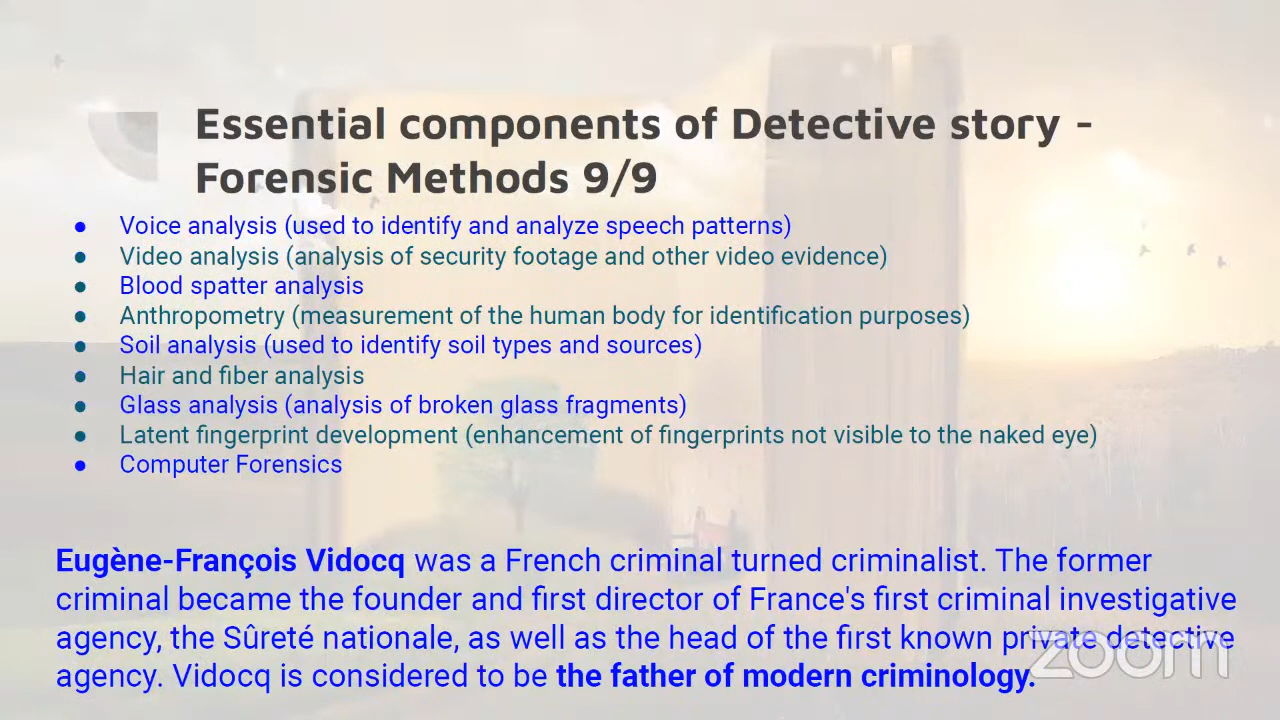 Essential components of Detective story -
Forensic Methods 9/9
● Voice analysis (used to identify and analyze speech patterns)
● Video analysis (analysis of security footage and other video evidence)
● Blood spatter analysis
● Anthropometry (measurement of the human body for identification purposes)
● Soil analysis (used to identify soil types and sources)
● Hair and fiber analysis
● Glass analysis (analysis of broken glass fragments)
● Latent fingerprint development (enhancement of fingerprints not visible to the naked eye)
● Computer Forensics
Eugène-François Vidocq was a French criminal turned criminalist. The former
criminal became the founder and first director of France's first criminal investigative
agency, the Sûreté nationale, as well as the head of the first known private detective
agency. Vidocq is considered to be the father of modern criminology.
zoom